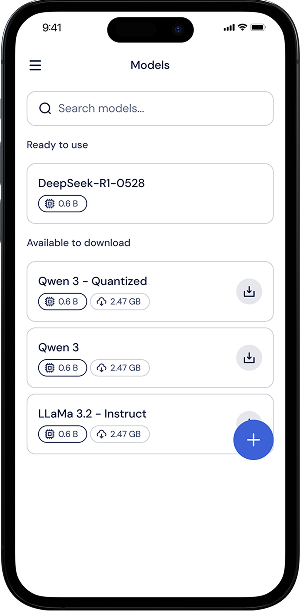 9:41
Models
Search models...
Ready to use
DeepSeek-R1-0528
0.6 B
Available to download
Qwen 3 - Quantized
0.6 B 2.47 GB
Qwen 3
0.6 B 2.47 GB
LLaMa 3.2 - Instruct
0.6 B 2.47 GB